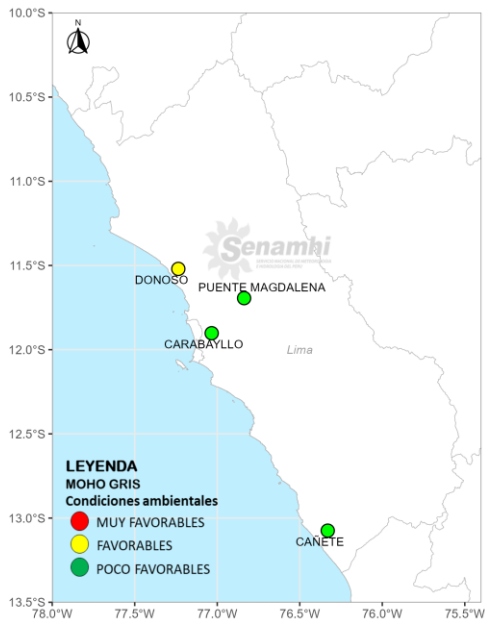 10.0°S
N
10.5°S
11.0°S
Senamhi
11.5°S
DONOSO
PUENTE MAGDALENA
CARABAYLLO
12.0°S
Lima
12.5°S
LEYENDA
MOHO GRIS
Condiciones ambientales
MUY FAVORABLES
13.0°S
CAÑETE
FAVORABLES
POCO FAVORABLES
13.5°S
78.0°W 77.5°W 77.0°W 76.5°W 76.0°W 75.5°W